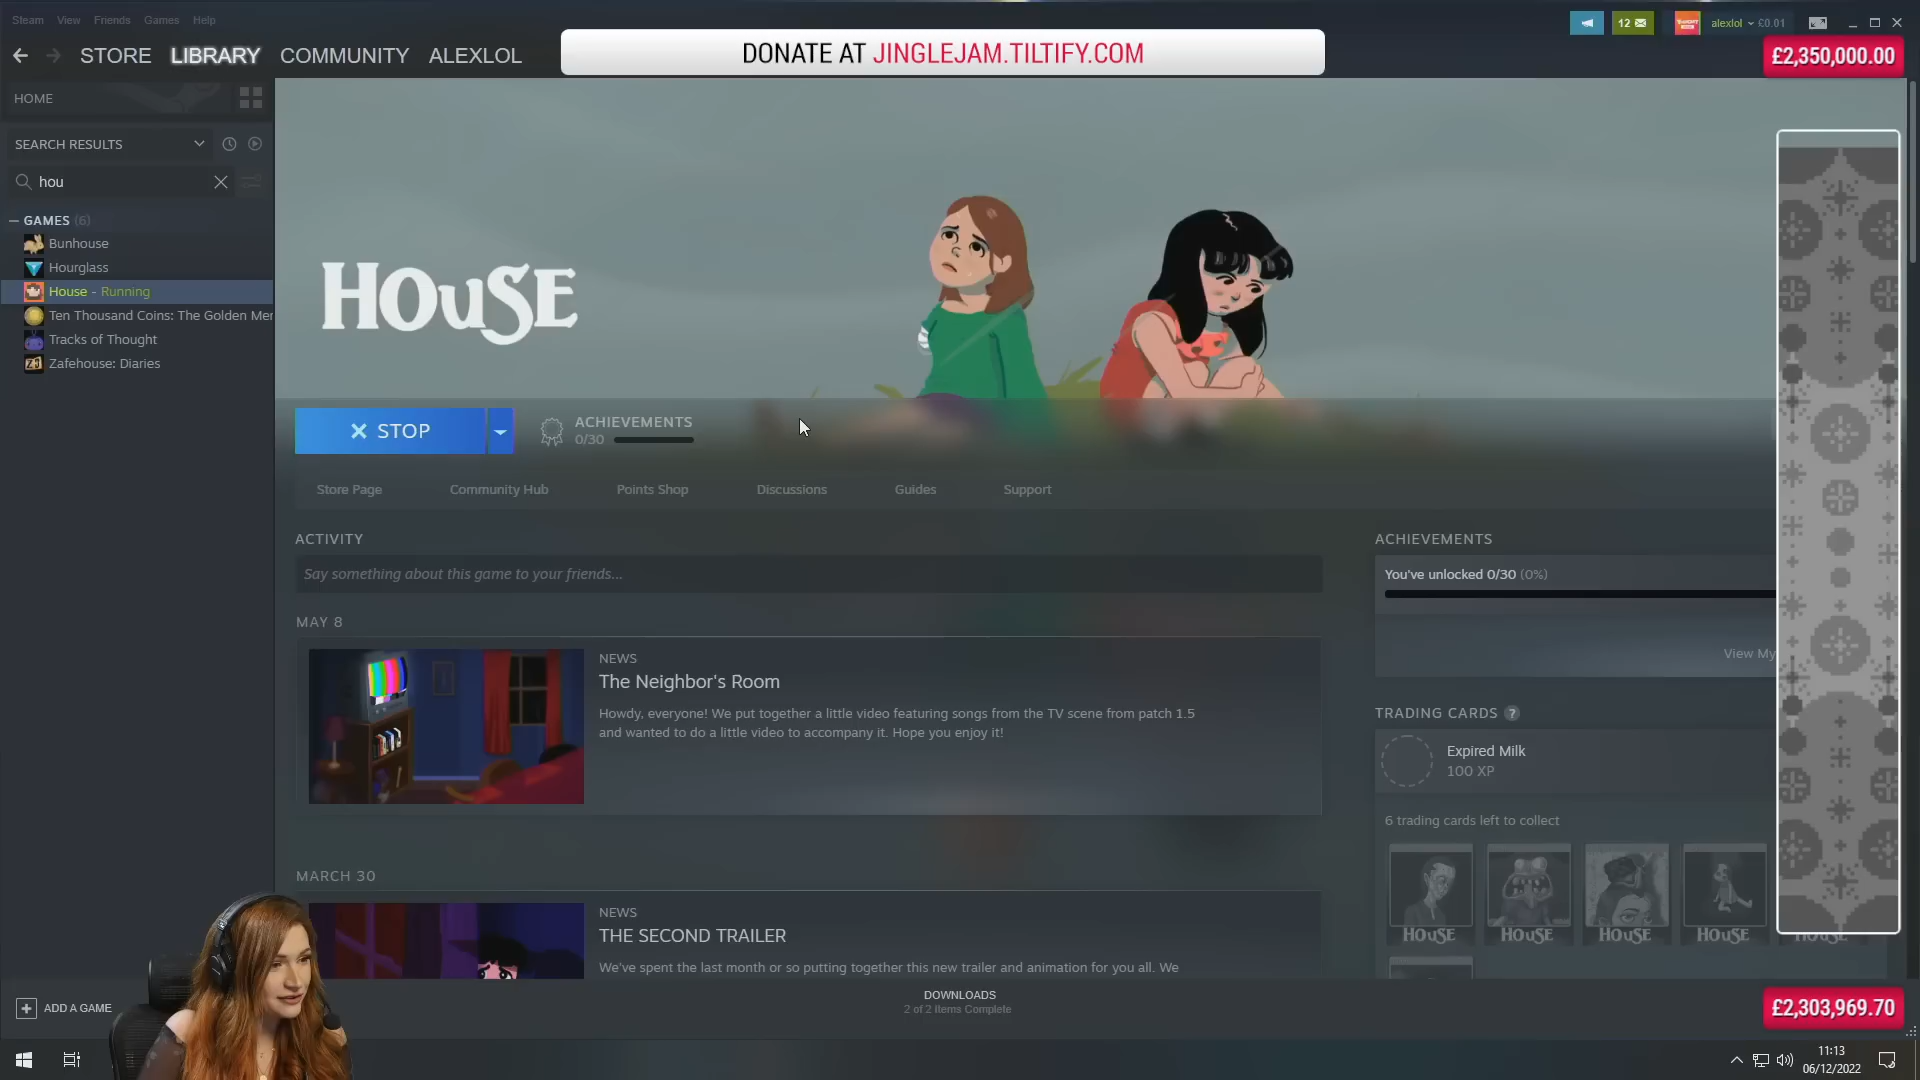 Steam View Friends Games Help
12
alexlol £0.01
STORE LIBRARY COMMUNITY ALEXLOL
DONATE AT JINGLEJAM.TILTIFY.COM
£2,350,000.00
HOME
SEARCH RESULTS
hou
GAMES (6)
Bunhouse
Hourglass
House - Running
Ten Thousand Coins: The Golden Mer
Tracks of Thought
Zafehouse: Diaries
HOuSE
STOP
ACHIEVEMENTS
0/30
Store Page Community Hub Points Shop Discussions Guides Support
ACTIVITY
Say something about this game to your friends...
MAY 8
NEWS
The Neighbor's Room
Howdy, everyone! We put together a little video featuring songs from the TV scene from patch 1.5
and wanted to do a little video to accompany it. Hope you enjoy it!
MARCH 30
NEWS
THE SECOND TRAILER
We've spent the last month or so putting together this new trailer and animation for you all. We
ACHIEVEMENTS
You've unlocked 0/30 (0%)
View My
TRADING CARDS ?
Expired Milk
100 XP
6 trading cards left to collect
HOuSE HOuSE HOuSE HOuSE
ADD A GAME
DOWNLOADS
2 of 2 Items Complete
£2,303,969.70
11:13
06/12/2022